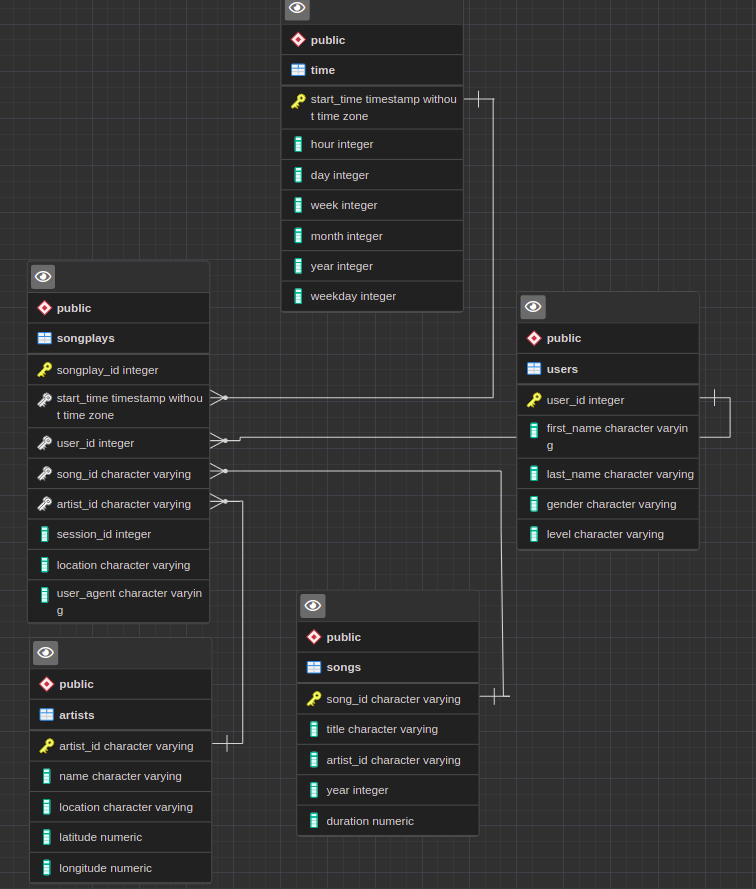 public
time
start_time timestamp withou
t time zone
hour integer
day integer
week integer
month integer
year integer
weekday integer
public
songplays
songplay_id integer
start_time timestamp withou
t time zone
user_id integer
song_id character varying
artist_id character varying
session_id integer
location character varying
user_agent character varyin
g
public
users
user_id integer
first_name character varyin
g
last_name character varying
gender character varying
level character varying
public
artists
artist_id character varying
name character varying
location character varying
latitude numeric
longitude numeric
public
songs
song_id character varying
title character varying
artist_id character varying
year integer
duration numeric